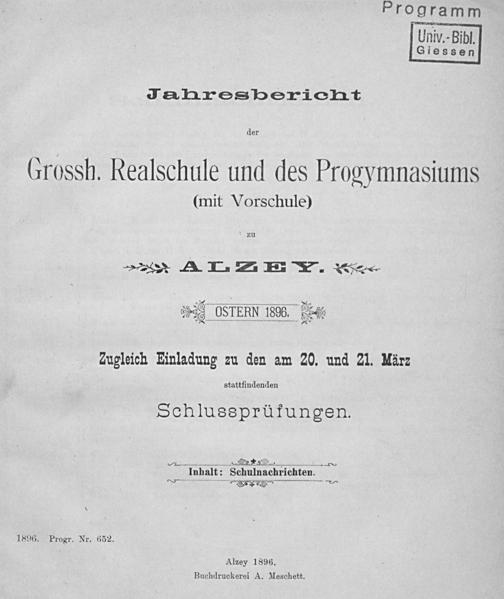 Programm
Univ.-Bibl.
Giessen
Jahresbericht
der
Grossh. Realschule und des Progymnasiums
(mit Vorschule)
zu
ALZEY.
OSTERN 1896.
Zugleich Einladung zu den am 20. und 21. März
stattfindenden
Schlussprüfungen.
Inhalt: Schulnachrichten.
1896. Progr. Nr. 652.
Alzey 1896.
Buchdruckerei A. Meschett.